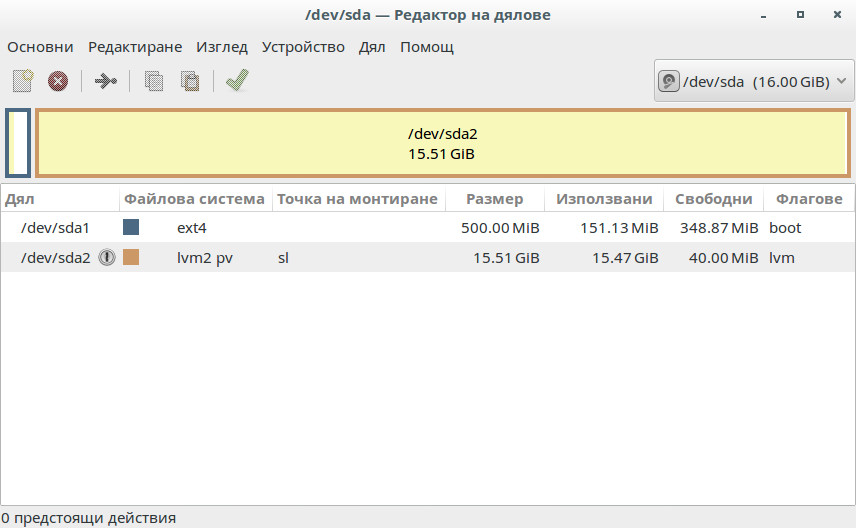 /dev/sda — Редактор на дялове
Основни Редактиране Изглед Устройство Дял Помощ
/dev/sda (16.00 GiB)
/dev/sda2
15.51 GiB
Дял Файлова система Точка на монтиране Размер Използвани Свободни Флагове
/dev/sda1 ext4 500.00 MiB 151.13 MiB 348.87 MiB boot
/dev/sda2 lvm2 pv sl 15.51 GiB 15.47 GiB 40.00 MiB lvm
0 предстоящи действия